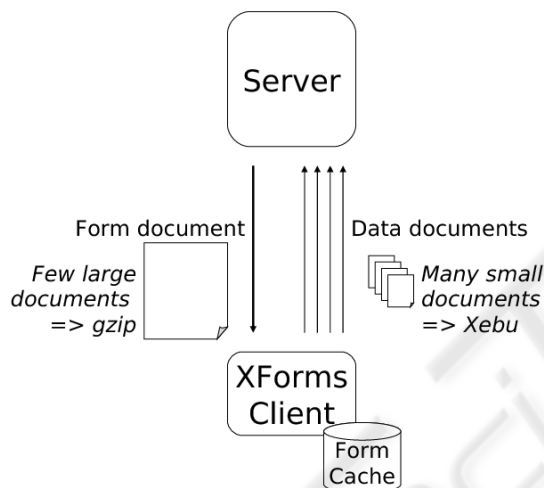 Server
Form document
Few large
documents
=> gzip
Data documents
Many small
documents
=> Xebu
XForms
Client
Form
Cache